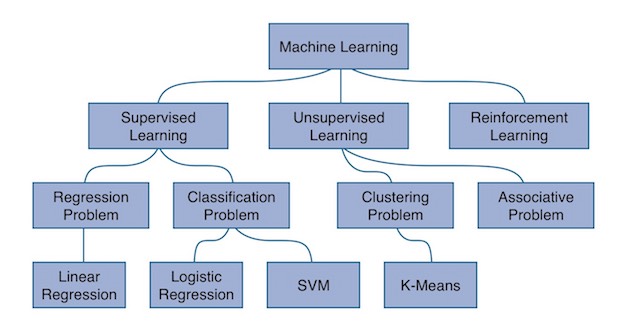 Machine Learning
Supervised
Learning
Unsupervised
Learning
Reinforcement
Learning
Regression
Problem
Classification
Problem
Clustering
Problem
Associative
Problem
Linear
Regression
Logistic
Regression
SVM
K-Means